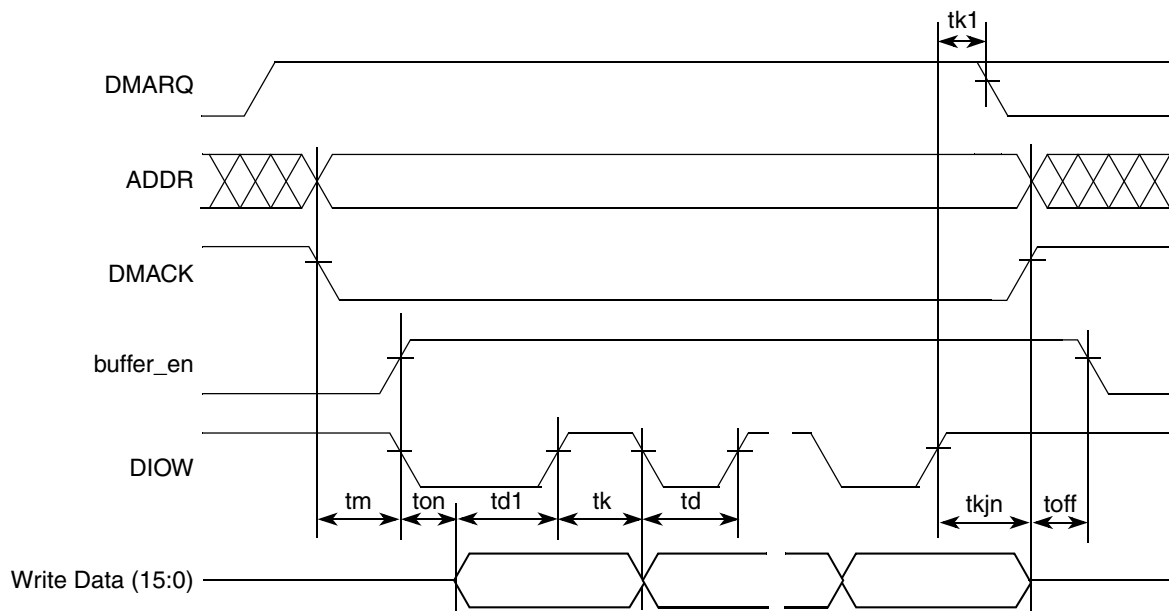 tk1
DMARQ
ADDR
DMACK
buffer_en
DIOW
tm ton td1 tk td tkjn toff
Write Data (15:0)